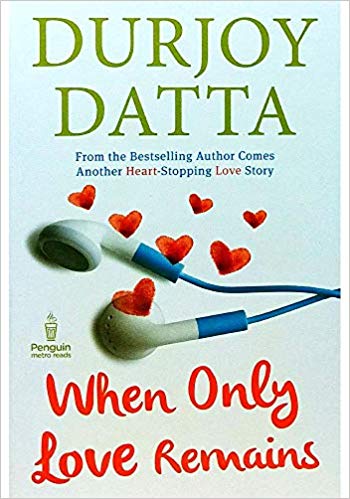 DURJOY
DATTA
From the Bestselling Author Comes
Another Heart-Stopping Love Story
Penguin
metro reads
When Only
Love Remains